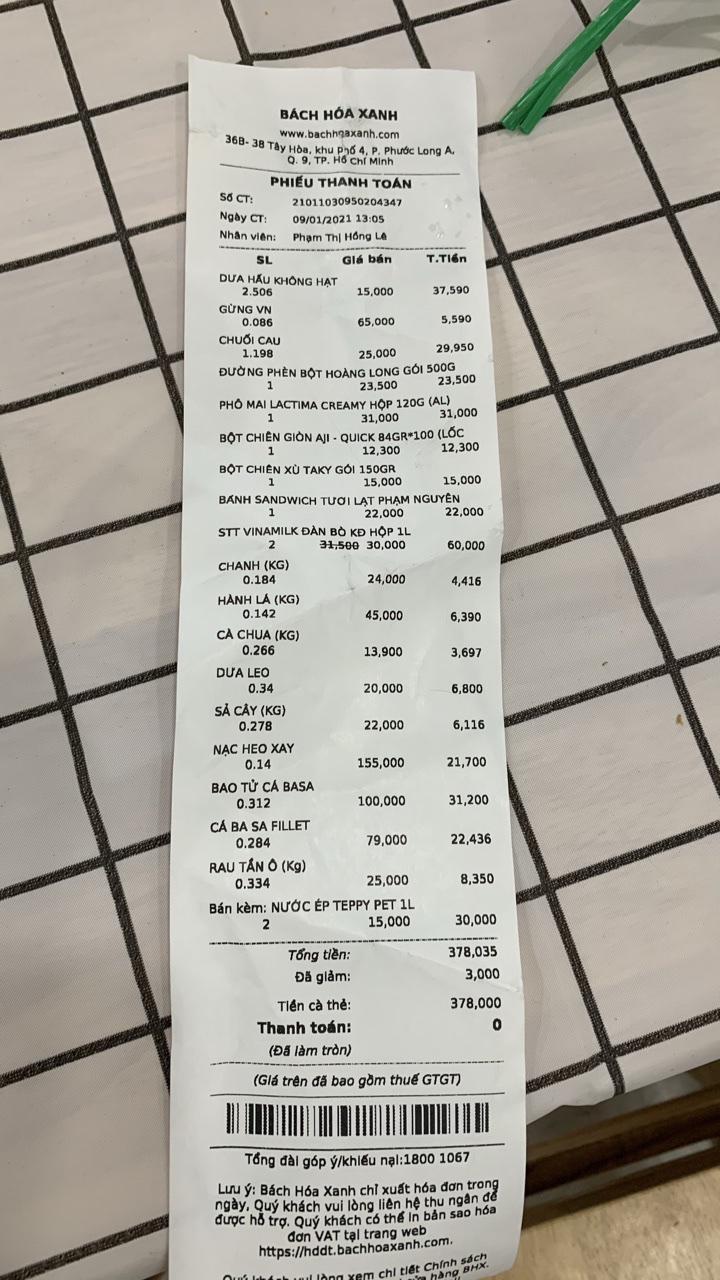 BÁCH HÓA XANH
www.bachhoaxanh.com
36B- 38 Tây Hòa, khu Phố 4, P. Phước Long A,
Q. 9, TP. Hồ Chí Minh
PHIẾU THANH TOÁN
Số CT: 21011030950204347
Ngày CT: 09/01/2021 13:05
Nhân viên: Phạm Thị Hồng Lê
SL Giá bán T.Tiền
DƯA HẤU KHÔNG HẠT
2.506 15,000 37,590
GỪNG VN
0.086 65,000 5,590
CHUỐI CAU
1.198 25,000 29,950
ĐƯỜNG PHÈN BỘT HOÀNG LONG GÓI 500G
1 23,500 23,500
PHÔ MAI LACTIMA CREAMY HỘP 120G (AL)
1 31,000 31,000
BỘT CHIÊN GIÒN AJI - QUICK 84GR*100 (LỐC
1 12,300 12,300
BỘT CHIÊN XÙ TAKY GÓI 150GR
1 15,000 15,000
BÁNH SANDWICH TƯƠI LẠT PHẠM NGUYÊN
1 22,000 22,000
STT VINAMILK ĐÀN BÒ KĐ HỘP 1L
2 31,500 30,000 60,000
CHANH (KG)
0.184 24,000 4,416
HÀNH LÁ (KG)
0.142 45,000 6,390
CÀ CHUA (KG)
0.266 13,900 3,697
DƯA LEO
0.34 20,000 6,800
SẢ CÂY (KG)
0.278 22,000 6,116
NẠC HEO XAY
0.14 155,000 21,700
BAO TỬ CÁ BASA
0.312 100,000 31,200
CÁ BA SA FILLET
0.284 79,000 22,436
RAU TẦN Ô (Kg)
0.334 25,000 8,350
Bán kèm: NƯỚC ÉP TEPPY PET 1L
2 15,000 30,000
Tổng tiền: 378,035
Đã giảm: 3,000
Tiền cà thẻ: 378,000
Thanh toán: 0
(Đã làm tròn)
(Giá trên đã bao gồm thuế GTGT)
Tổng đài góp ý/khiếu nại:1800 1067
Lưu ý: Bách Hóa Xanh chỉ xuất hóa đơn trong
ngày, Quý khách vui lòng liên hệ thu ngân để
được hỗ trợ. Quý khách có thể in bản sao hóa
đơn VAT tại trang web
https://hddt.bachhoaxanh.com.
Quý khách vui lòng xem chi tiết Chính sách
hàng BHX.